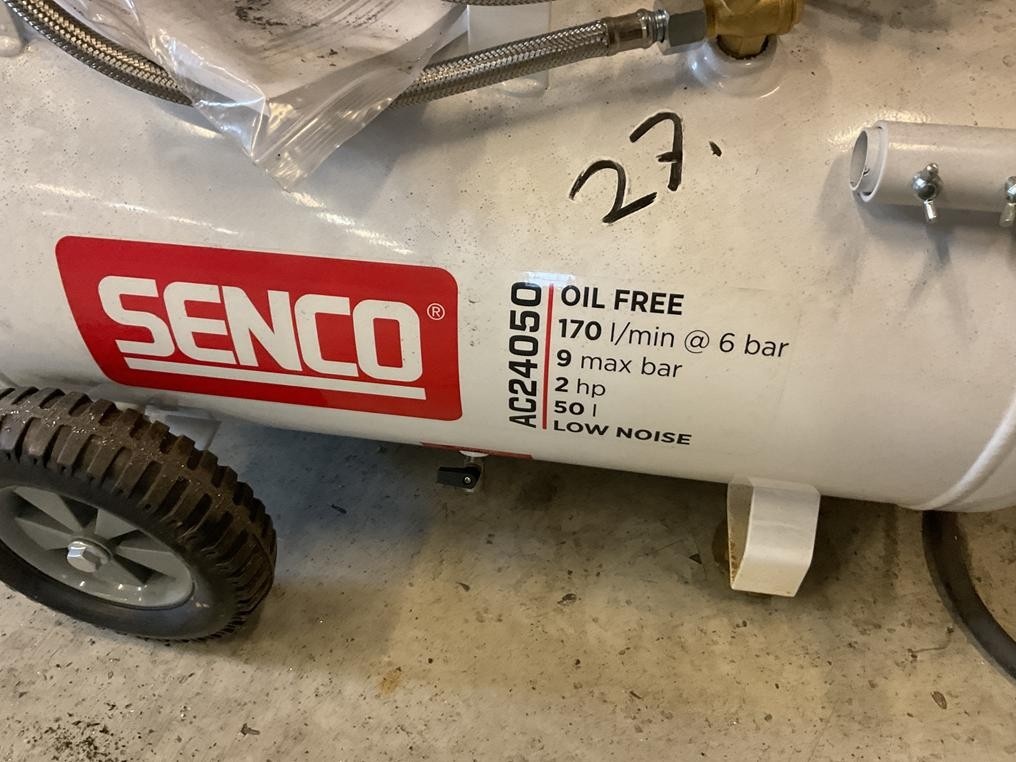 27.
SENCO®
AC24050
OIL FREE
170 l/min @ 6 bar
9 max bar
2 hp
50 l
LOW NOISE